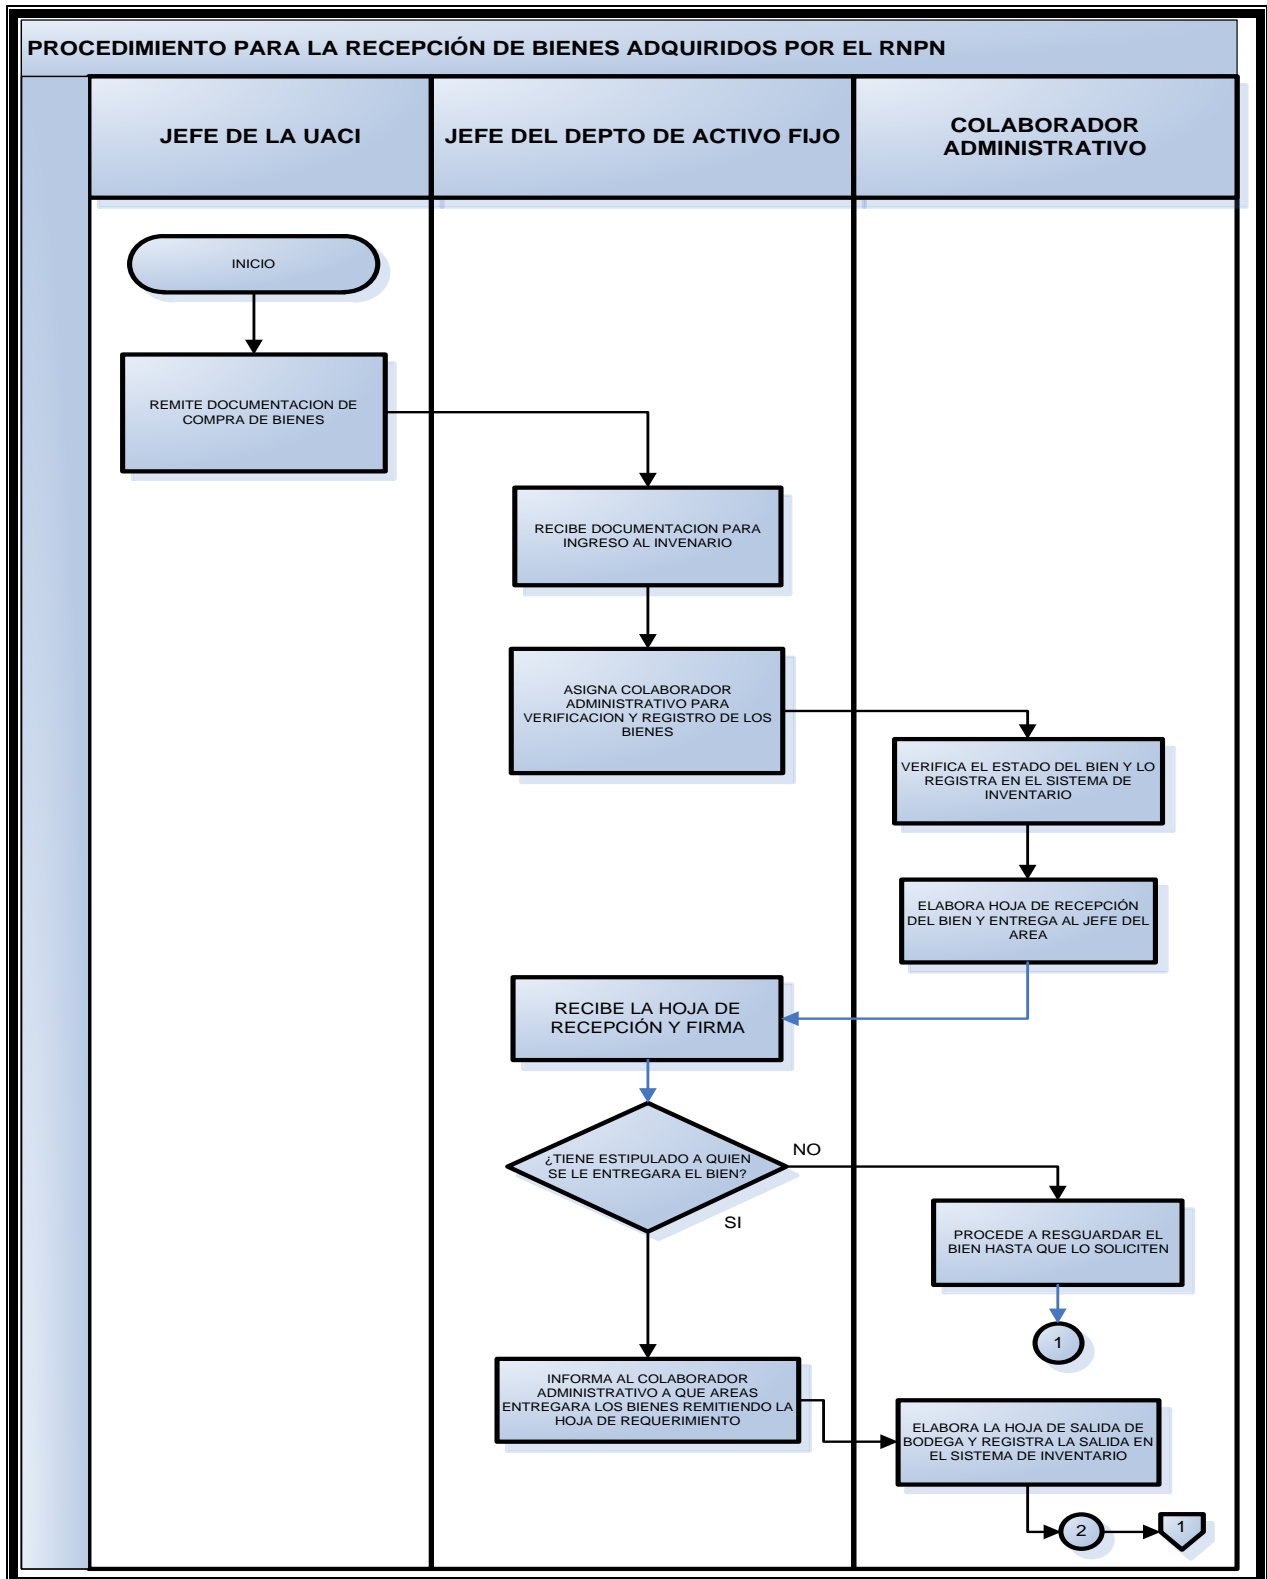 PROCEDIMIENTO PARA LA RECEPCIÓN DE BIENES ADQUIRIDOS POR EL RNPN
JEFE DE LA UACI
JEFE DEL DEPTO DE ACTIVO FIJO
COLABORADOR
ADMINISTRATIVO
INICIO
REMITE DOCUMENTACION DE
COMPRA DE BIENES
RECIBE DOCUMENTACION PARA
INGRESO AL INVENARIO
ASIGNA COLABORADOR
ADMINISTRATIVO PARA
VERIFICACION Y REGISTRO DE LOS
BIENES
VERIFICA EL ESTADO DEL BIEN Y LO
REGISTRA EN EL SISTEMA DE
INVENTARIO
ELABORA HOJA DE RECEPCIÓN
DEL BIEN Y ENTREGA AL JEFE DEL
AREA
RECIBE LA HOJA DE
RECEPCIÓN Y FIRMA
¿TIENE ESTIPULADO A QUIEN
SE LE ENTREGARA EL BIEN?
NO
SI
PROCEDE A RESGUARDAR EL
BIEN HASTA QUE LO SOLICITEN
1
INFORMA AL COLABORADOR
ADMINISTRATIVO A QUE AREAS
ENTREGARA LOS BIENES REMITIENDO LA
HOJA DE REQUERIMIENTO
ELABORA LA HOJA DE SALIDA DE
BODEGA Y REGISTRA LA SALIDA EN
EL SISTEMA DE INVENTARIO
2
1